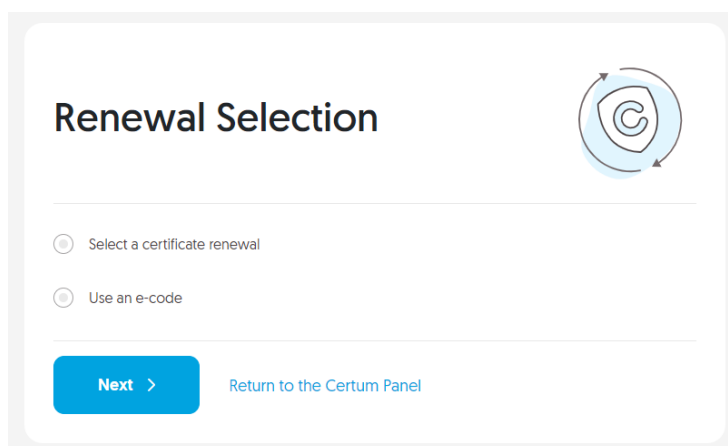 Renewal Selection
Select a certificate renewal
Use an e-code
Next
Return to the Certum Panel